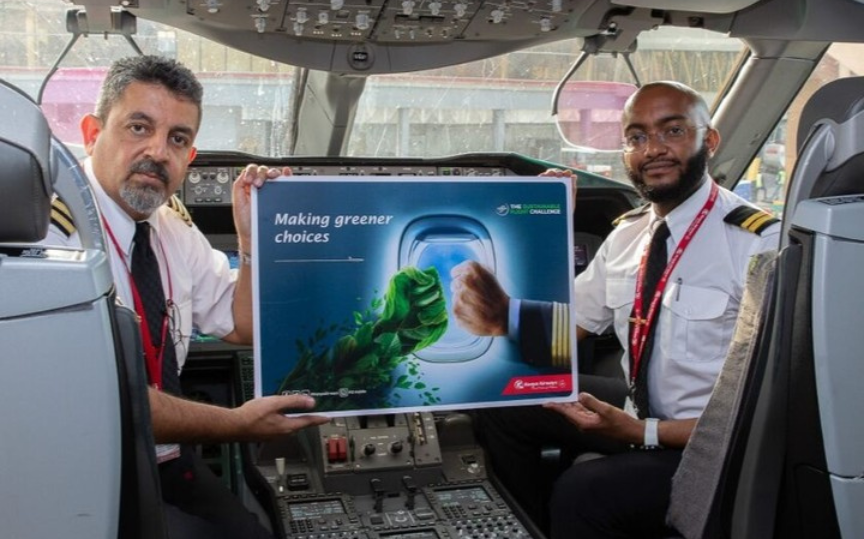 Making greener
choices
THE SUSTAINABLE
FLIGHT CHALLENGE
Kenya Airways